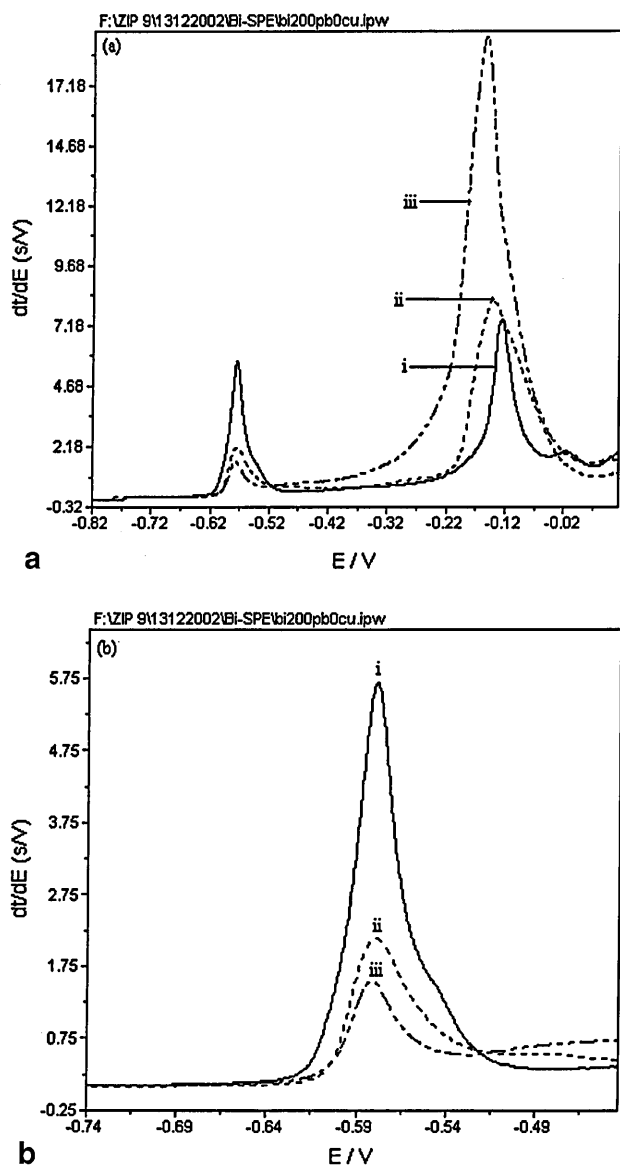 F:\ZIP 9\13122002\Bi-SPE\bi200pb0cu.ipw
(a)
17.18
14.68
12.18
9.68
7.18
4.68
2.18
-0.32
dt/dE (s/V)
iii
ii
i
-0.82 -0.72 -0.62 -0.52 -0.42 -0.32 -0.22 -0.12 -0.02
a
E / V
F:\ZIP 9\13122002\Bi-SPE\bi200pb0cu.ipw
(b)
i
5.75
4.75
3.75
2.75
1.75
0.75
-0.25
dt/dE (s/V)
ii
iii
-0.74 -0.69 -0.64 -0.59 -0.54 -0.49
b
E / V